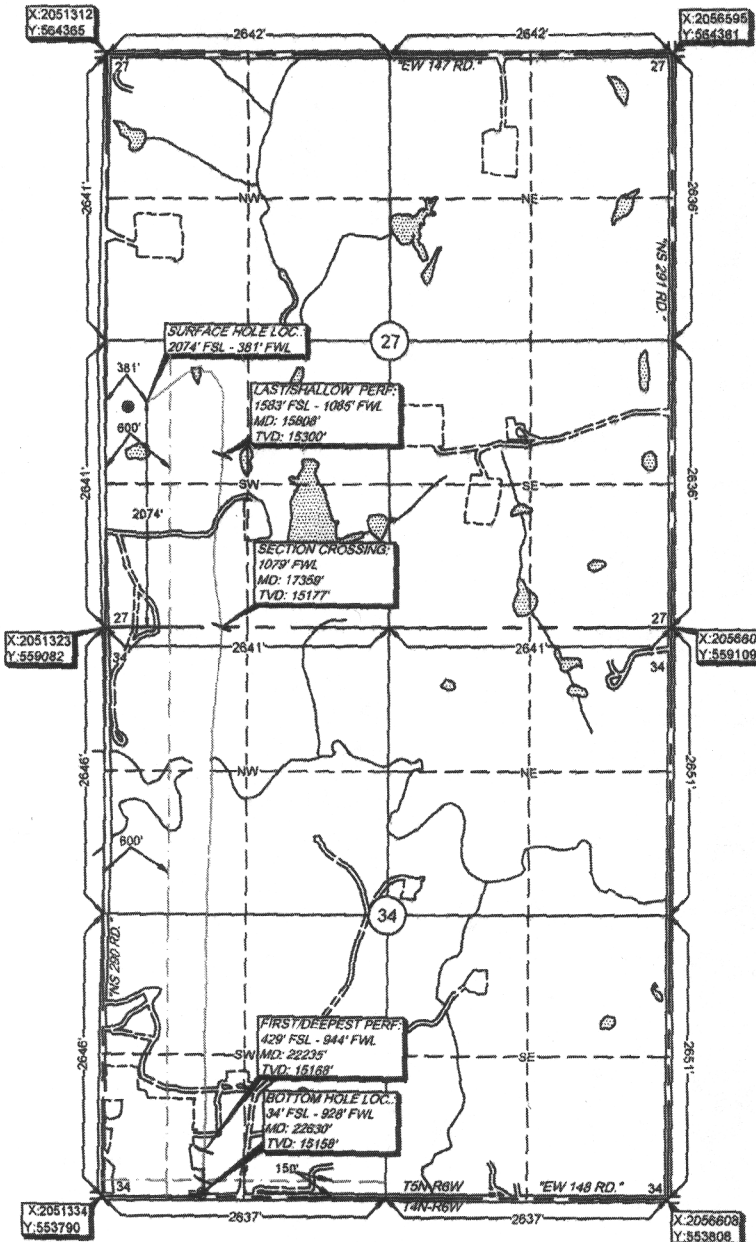 X:2051312
Y:564365
2642'
2642'
X:2056595
Y:564381
27
"EW 147 RD."
27
2641'
NW
NE
2636'
"NS 291 RD."
SURFACE HOLE LOC.:
2074' FSL - 381' FWL
27
381'
LAST/SHALLOW PERF:
1583' FSL - 1085' FWL
MD: 15808'
TVD: 15300'
600'
2641'
SW
SE
2636'
2074'
SECTION CROSSING:
1079' FWL
MD: 17359'
TVD: 15177'
27
27
X:2051323
Y:559082
2641'
2641'
X:205660
Y:559109
34
34
2646'
NW
NE
2651'
600'
34
"NS 290 RD."
2646'
FIRST/DEEPEST PERF:
429' FSL - 944' FWL
MD: 22235'
TVD: 15168'
SW
SE
2651'
BOTTOM HOLE LOC.:
34' FSL - 928' FWL
MD: 22630'
TVD: 15158'
150'
34
T5N-R6W
"EW 148 RD."
34
T4N-R6W
X:2051334
Y:553790
2637'
2637'
X:2056608
Y:553808